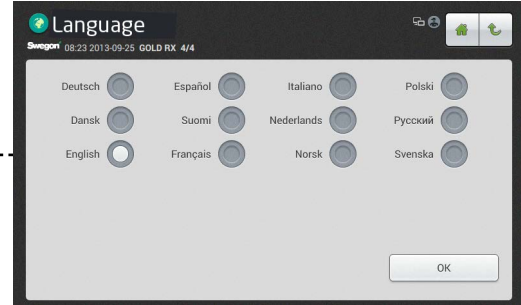 Language
Swegon 08:23 2013-09-25 GOLD RX 4/4
Deutsch Español Italiano Polski
Dansk Suomi Nederlands Русский
English Français Norsk Svenska
OK